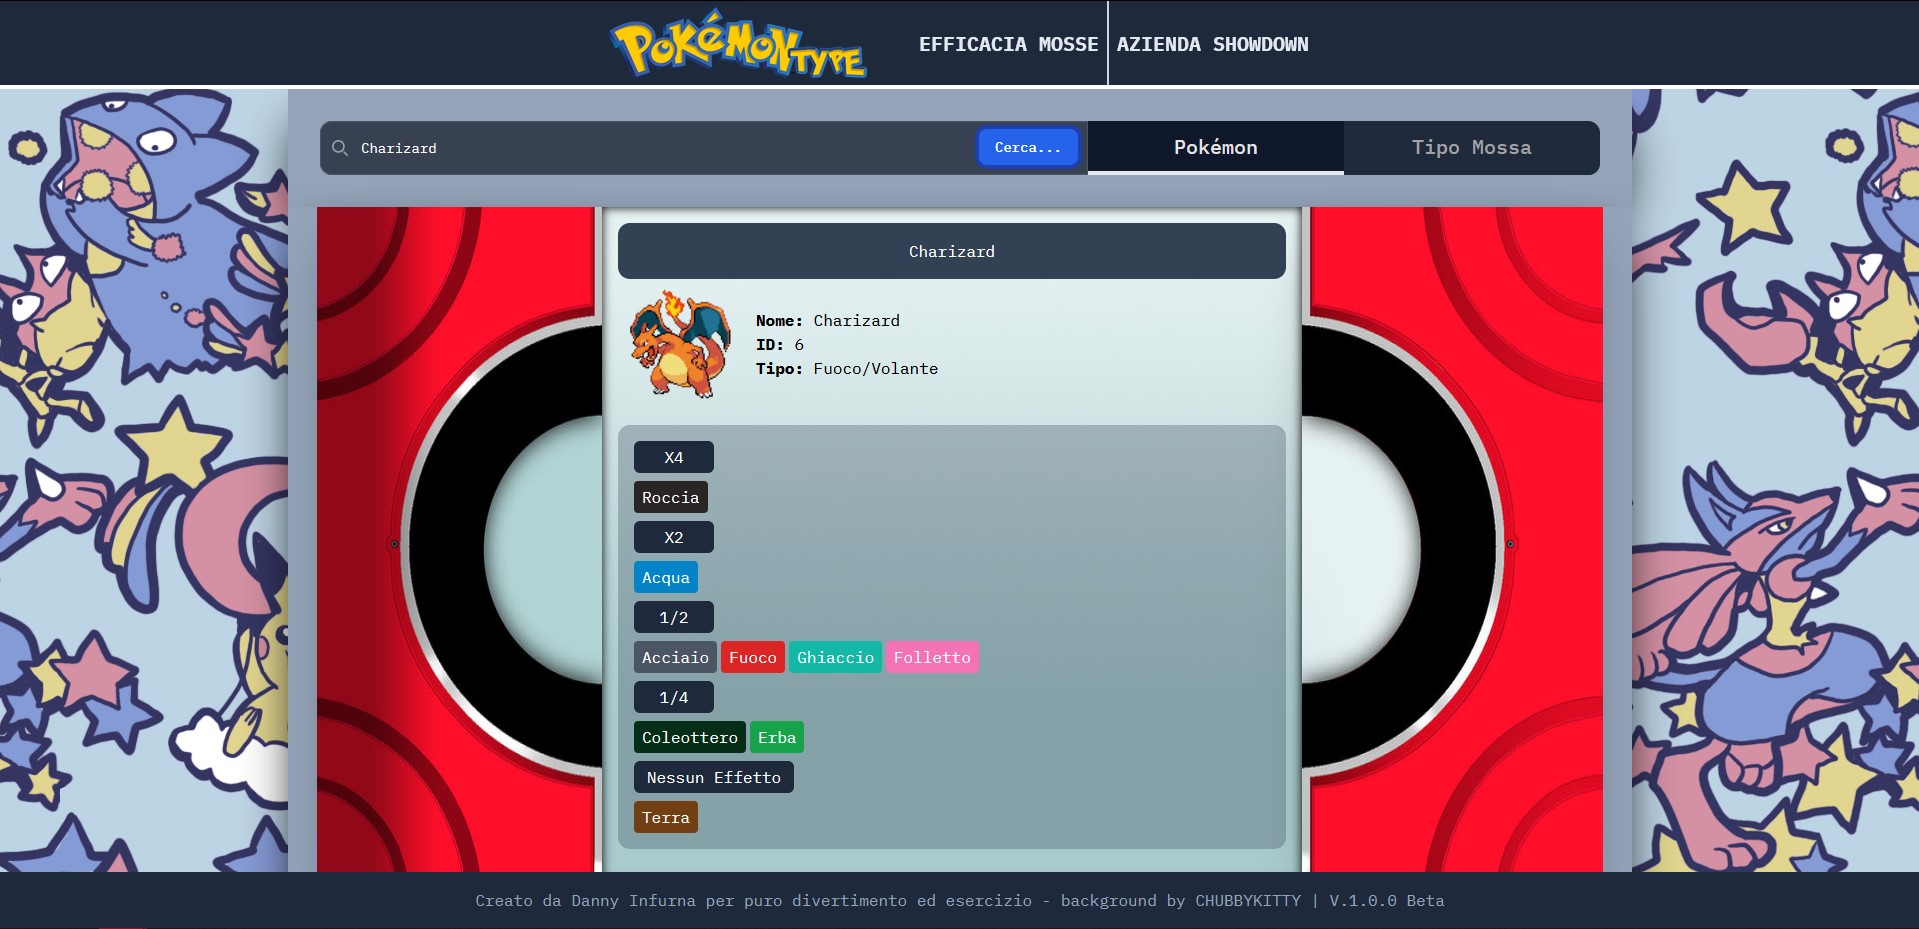 PokéMON TYPE
EFFICACIA MOSSE
AZIENDA SHOWDOWN
Charizard
Cerca...
Pokémon
Tipo Mossa
Charizard
Nome: Charizard
ID: 6
Tipo: Fuoco/Volante
X4
Roccia
X2
Acqua
1/2
Acciaio Fuoco Ghiaccio Folletto
1/4
Coleottero Erba
Nessun Effetto
Terra
Creato da Danny Infurna per puro divertimento ed esercizio - background by CHUBBYKITTY | V.1.0.0 Beta